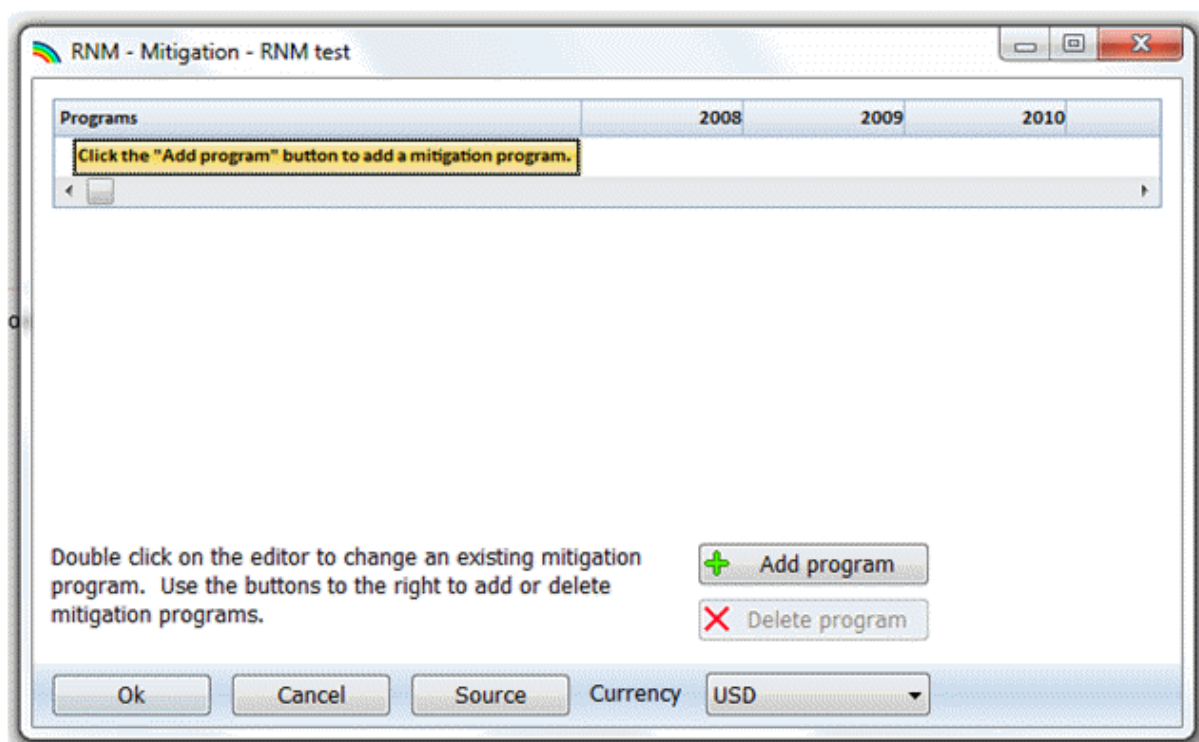 RNM - Mitigation - RNM test
Programs 2008 2009 2010
Click the "Add program" button to add a mitigation program.
Double click on the editor to change an existing mitigation
program. Use the buttons to the right to add or delete
mitigation programs.
Add program
Delete program
Ok Cancel Source Currency USD